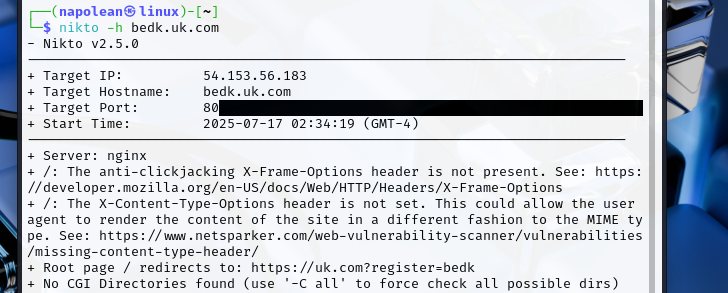 ┌──(napolean㉿linux)-[~]
└─$ nikto -h bedk.uk.com
- Nikto v2.5.0
---------------------------------------------------------------------------
+ Target IP:          54.153.56.183
+ Target Hostname:    bedk.uk.com
+ Target Port:        80
+ Start Time:         2025-07-17 02:34:19 (GMT-4)
---------------------------------------------------------------------------
+ Server: nginx
+ /: The anti-clickjacking X-Frame-Options header is not present. See: https:
//developer.mozilla.org/en-US/docs/Web/HTTP/Headers/X-Frame-Options
+ /: The X-Content-Type-Options header is not set. This could allow the user
agent to render the content of the site in a different fashion to the MIME ty
pe. See: https://www.netsparker.com/web-vulnerability-scanner/vulnerabilities
/missing-content-type-header/
+ Root page / redirects to: https://uk.com?register=bedk
+ No CGI Directories found (use '-C all' to force check all possible dirs)